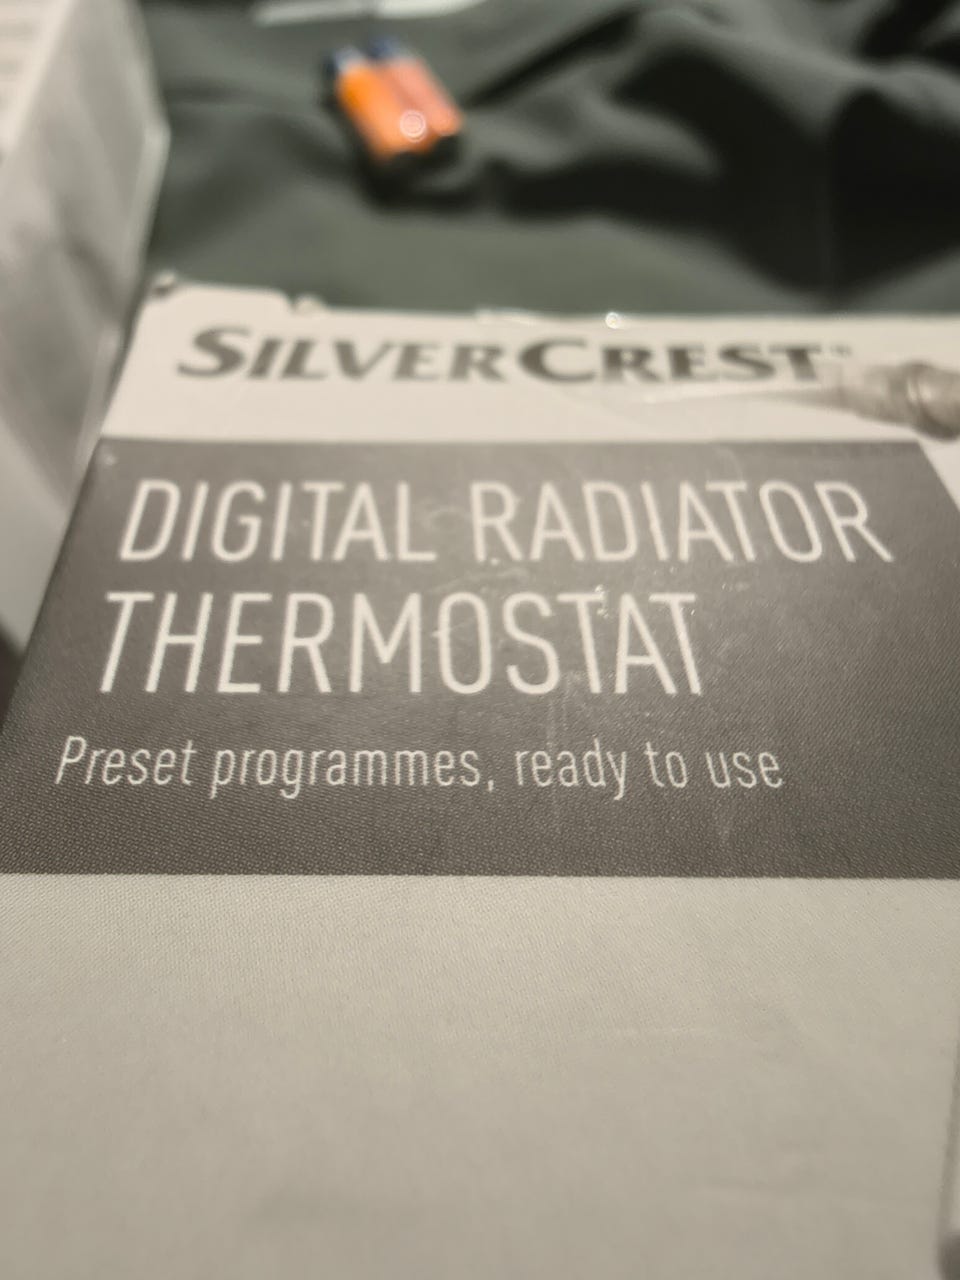 SILVERCREST®
DIGITAL RADIATOR
THERMOSTAT
Preset programmes, ready to use